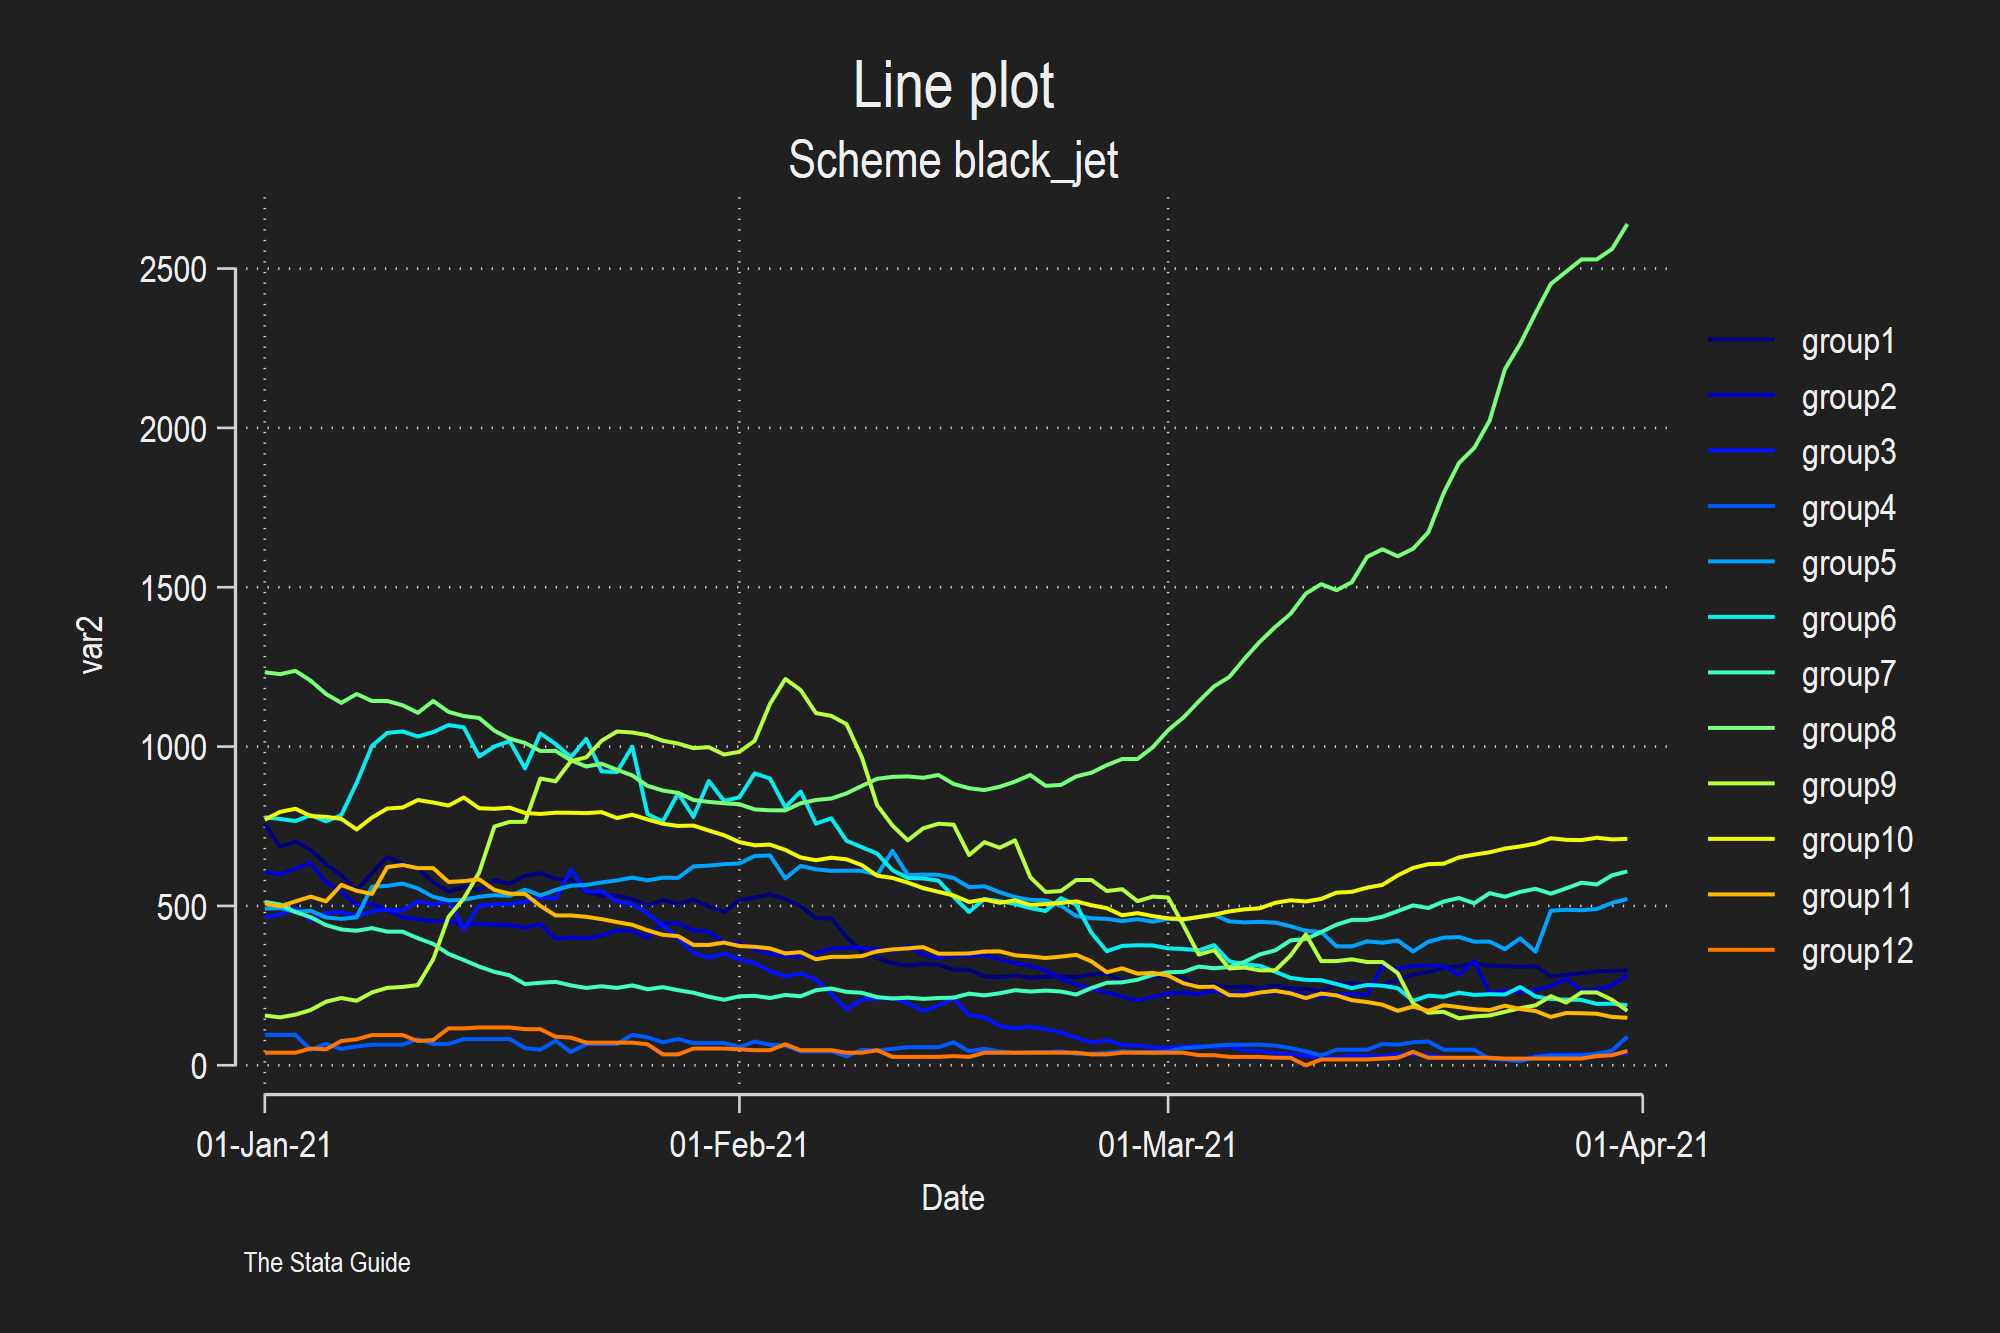 Line plot
Scheme black_jet
2500
2000
1500
1000
500
0
var2
01-Jan-21
01-Feb-21
01-Mar-21
01-Apr-21
Date
group1
group2
group3
group4
group5
group6
group7
group8
group9
group10
group11
group12
The Stata Guide